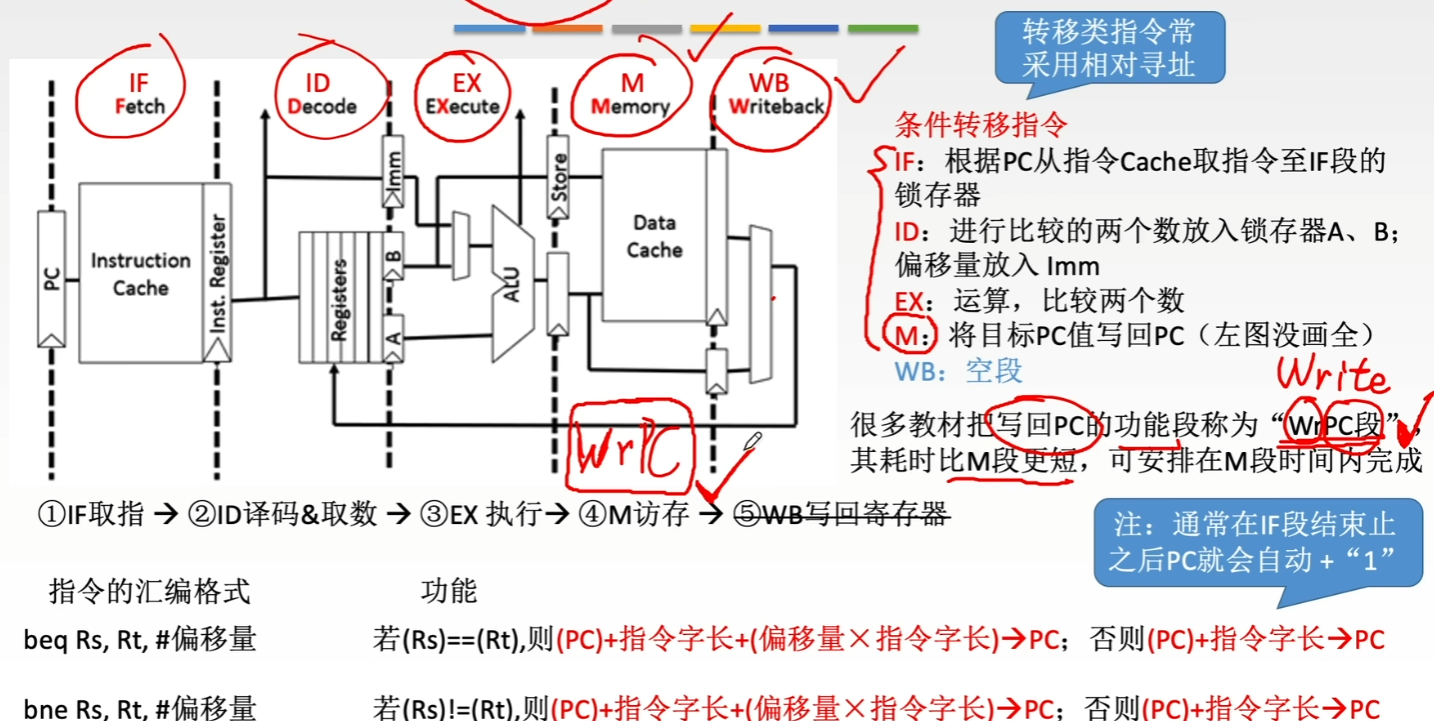 转移类指令常
采用相对寻址
IF
Fetch
ID
Decode
EX
EXecute
M
Memory
WB
Writeback
PC
Instruction
Cache
Inst. Register
Registers
Imm
B
A
ALU
Store
Data
Cache
WrPC
条件转移指令
IF：根据PC从指令Cache取指令至IF段的
锁存器
ID：进行比较的两个数放入锁存器A、B；
偏移量放入 Imm
EX：运算，比较两个数
M：将目标PC值写回PC（左图没画全）
WB：空段
Write
很多教材把写回PC的功能段称为“WrPC段”，
其耗时比M段更短，可安排在M段时间内完成
①IF取指 → ②ID译码&取数 → ③EX 执行→ ④M访存 → ⑤WB写回寄存器
注：通常在IF段结束止
之后PC就会自动 +“1”
指令的汇编格式 功能
beq Rs, Rt, #偏移量 若(Rs)==(Rt),则(PC)+指令字长+(偏移量×指令字长)→PC；否则(PC)+指令字长→PC
bne Rs, Rt, #偏移量 若(Rs)!=(Rt),则(PC)+指令字长+(偏移量×指令字长)→PC；否则(PC)+指令字长→PC